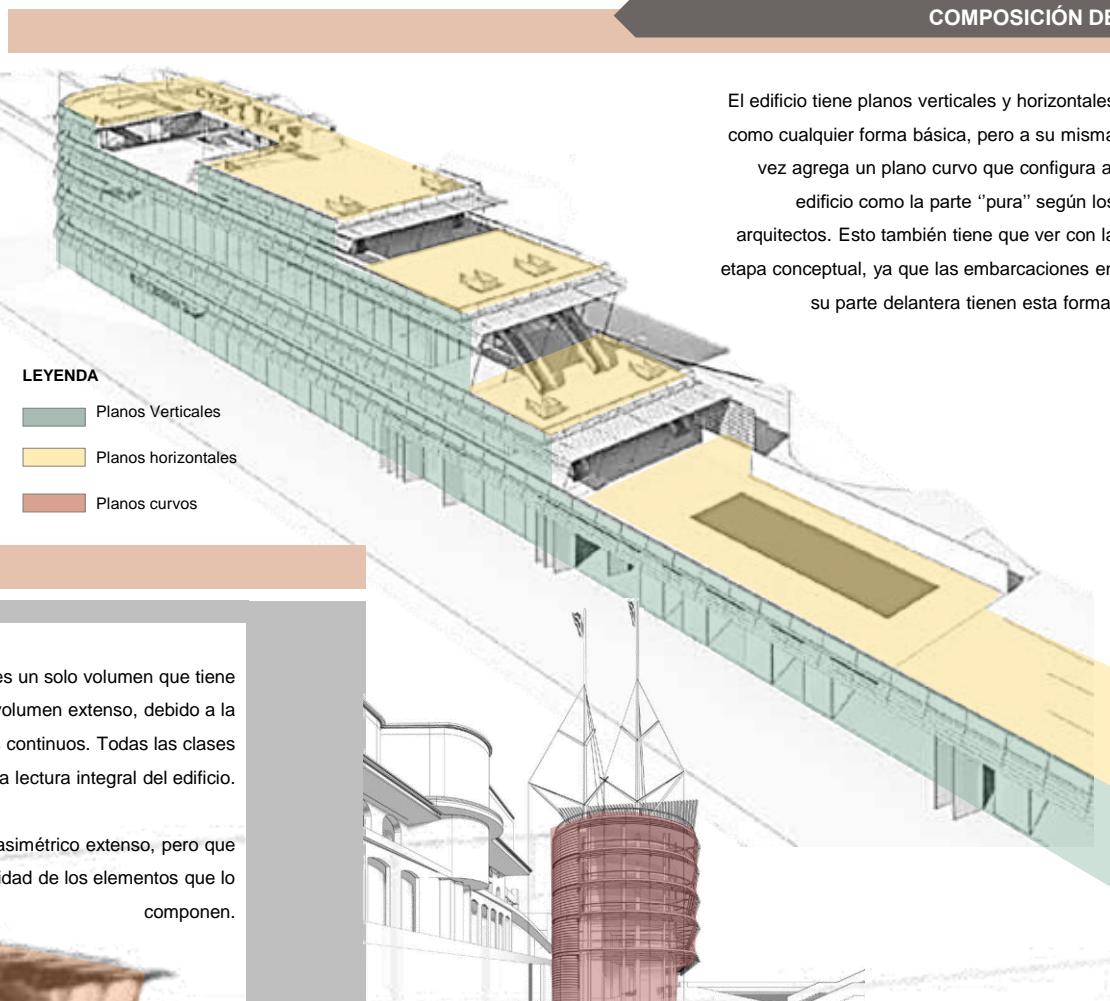 COMPOSICIÓN DE
El edificio tiene planos verticales y horizontales
como cualquier forma básica, pero a su misma
vez agrega un plano curvo que configura a
edificio como la parte ‘’pura’’ según los
arquitectos. Esto también tiene que ver con la
etapa conceptual, ya que las embarcaciones en
su parte delantera tienen esta forma
LEYENDA
Planos Verticales
Planos horizontales
Planos curvos
es un solo volumen que tiene
volumen extenso, debido a la
continuos. Todas las clases
a lectura integral del edificio.
asimétrico extenso, pero que
idad de los elementos que lo
componen.